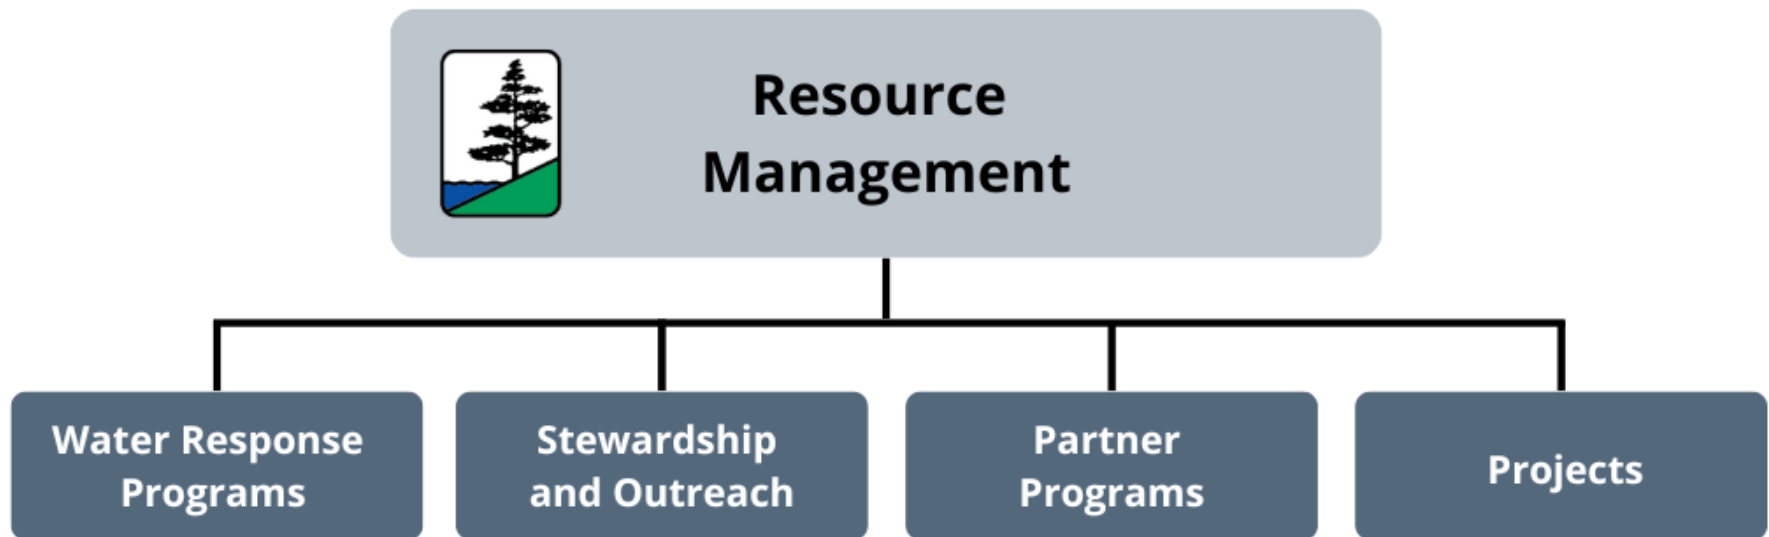 Resource
Management
Water Response
Programs
Stewardship
and Outreach
Partner
Programs
Projects